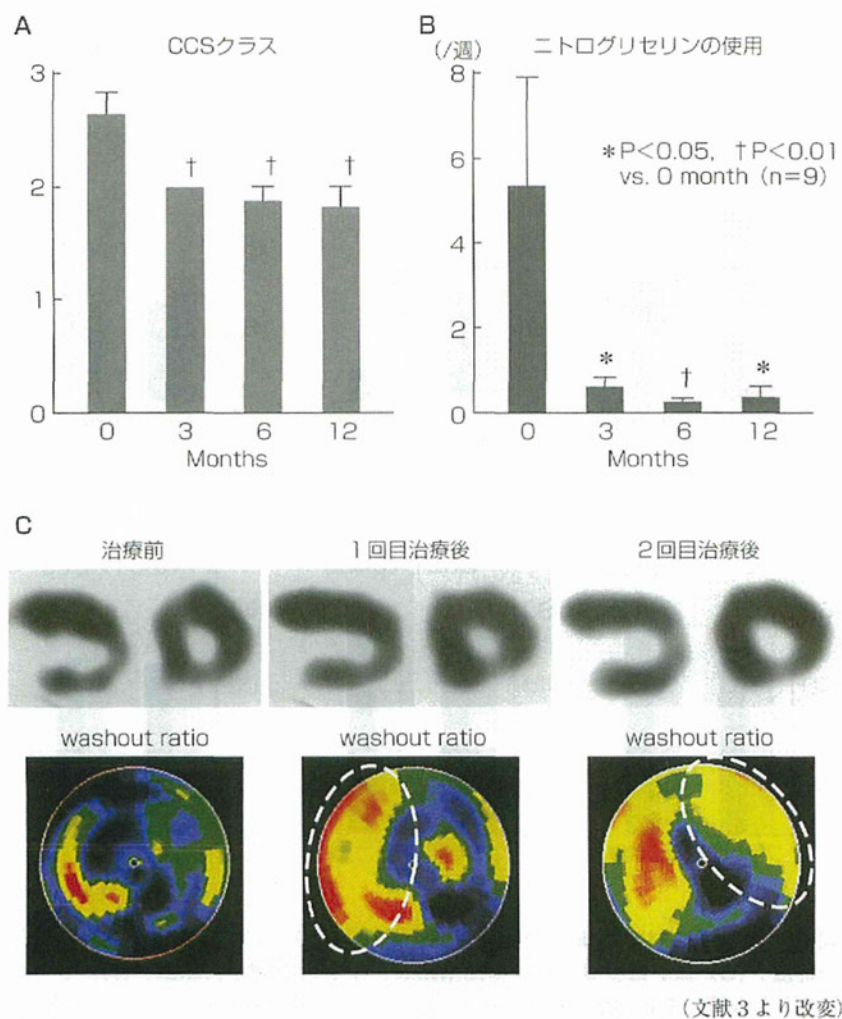 A
CCSクラス
3
2
1
0
† † †
0 3 6 12
Months
B
(/週)
ニトログリセリンの使用
8
6
4
2
0
*P<0.05, †P<0.01
vs. 0 month (n=9)
* † *
0 3 6 12
Months
C
治療前 1回目治療後 2回目治療後
washout ratio washout ratio washout ratio
(文献3より改変)